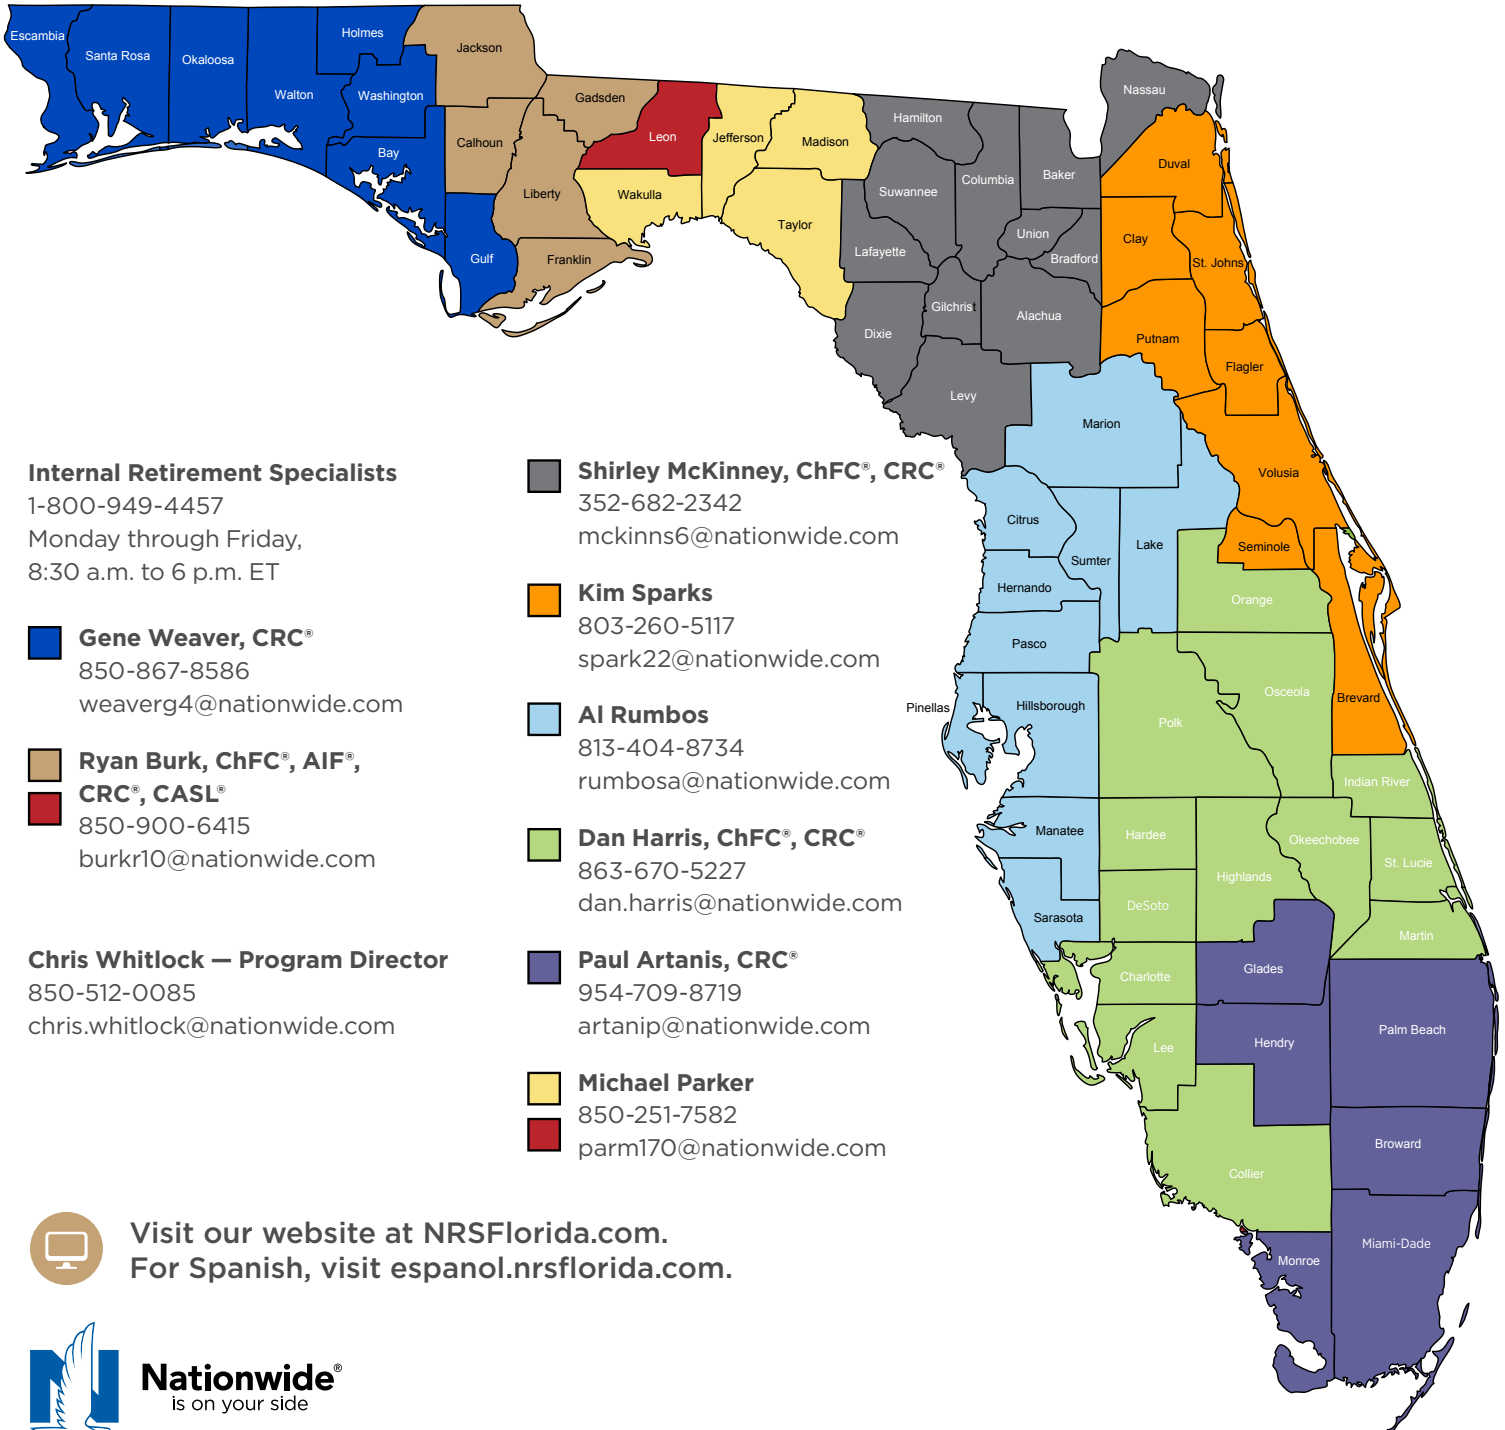 Escambia
Santa Rosa
Okaloosa
Walton
Holmes
Washington
Bay
Jackson
Calhoun
Gulf
Gadsden
Liberty
Franklin
Leon
Wakulla
Jefferson
Madison
Taylor
Hamilton
Suwannee
Lafayette
Columbia
Baker
Nassau
Union
Bradford
Gilchrist
Alachua
Dixie
Levy
Duval
Clay
St. Johns
Putnam
Flagler
Volusia
Seminole
Brevard
Marion
Citrus
Sumter
Lake
Hernando
Pasco
Pinellas
Hillsborough
Manatee
Sarasota
Orange
Osceola
Polk
Indian River
Hardee
Highlands
Okeechobee
St. Lucie
DeSoto
Martin
Charlotte
Lee
Collier
Glades
Hendry
Palm Beach
Broward
Miami-Dade
Monroe
Internal Retirement Specialists
1-800-949-4457
Monday through Friday,
8:30 a.m. to 6 p.m. ET
Gene Weaver, CRC®
850-867-8586
weaverg4@nationwide.com
Ryan Burk, ChFC®, AIF®,
CRC®, CASL®
850-900-6415
burkr10@nationwide.com
Chris Whitlock — Program Director
850-512-0085
chris.whitlock@nationwide.com
Shirley McKinney, ChFC®, CRC®
352-682-2342
mckinns6@nationwide.com
Kim Sparks
803-260-5117
spark22@nationwide.com
Al Rumbos
813-404-8734
rumbosa@nationwide.com
Dan Harris, ChFC®, CRC®
863-670-5227
dan.harris@nationwide.com
Paul Artanis, CRC®
954-709-8719
artanip@nationwide.com
Michael Parker
850-251-7582
parm170@nationwide.com
Visit our website at NRSFlorida.com.
For Spanish, visit espanol.nrsflorida.com.
N
Nationwide®
is on your side